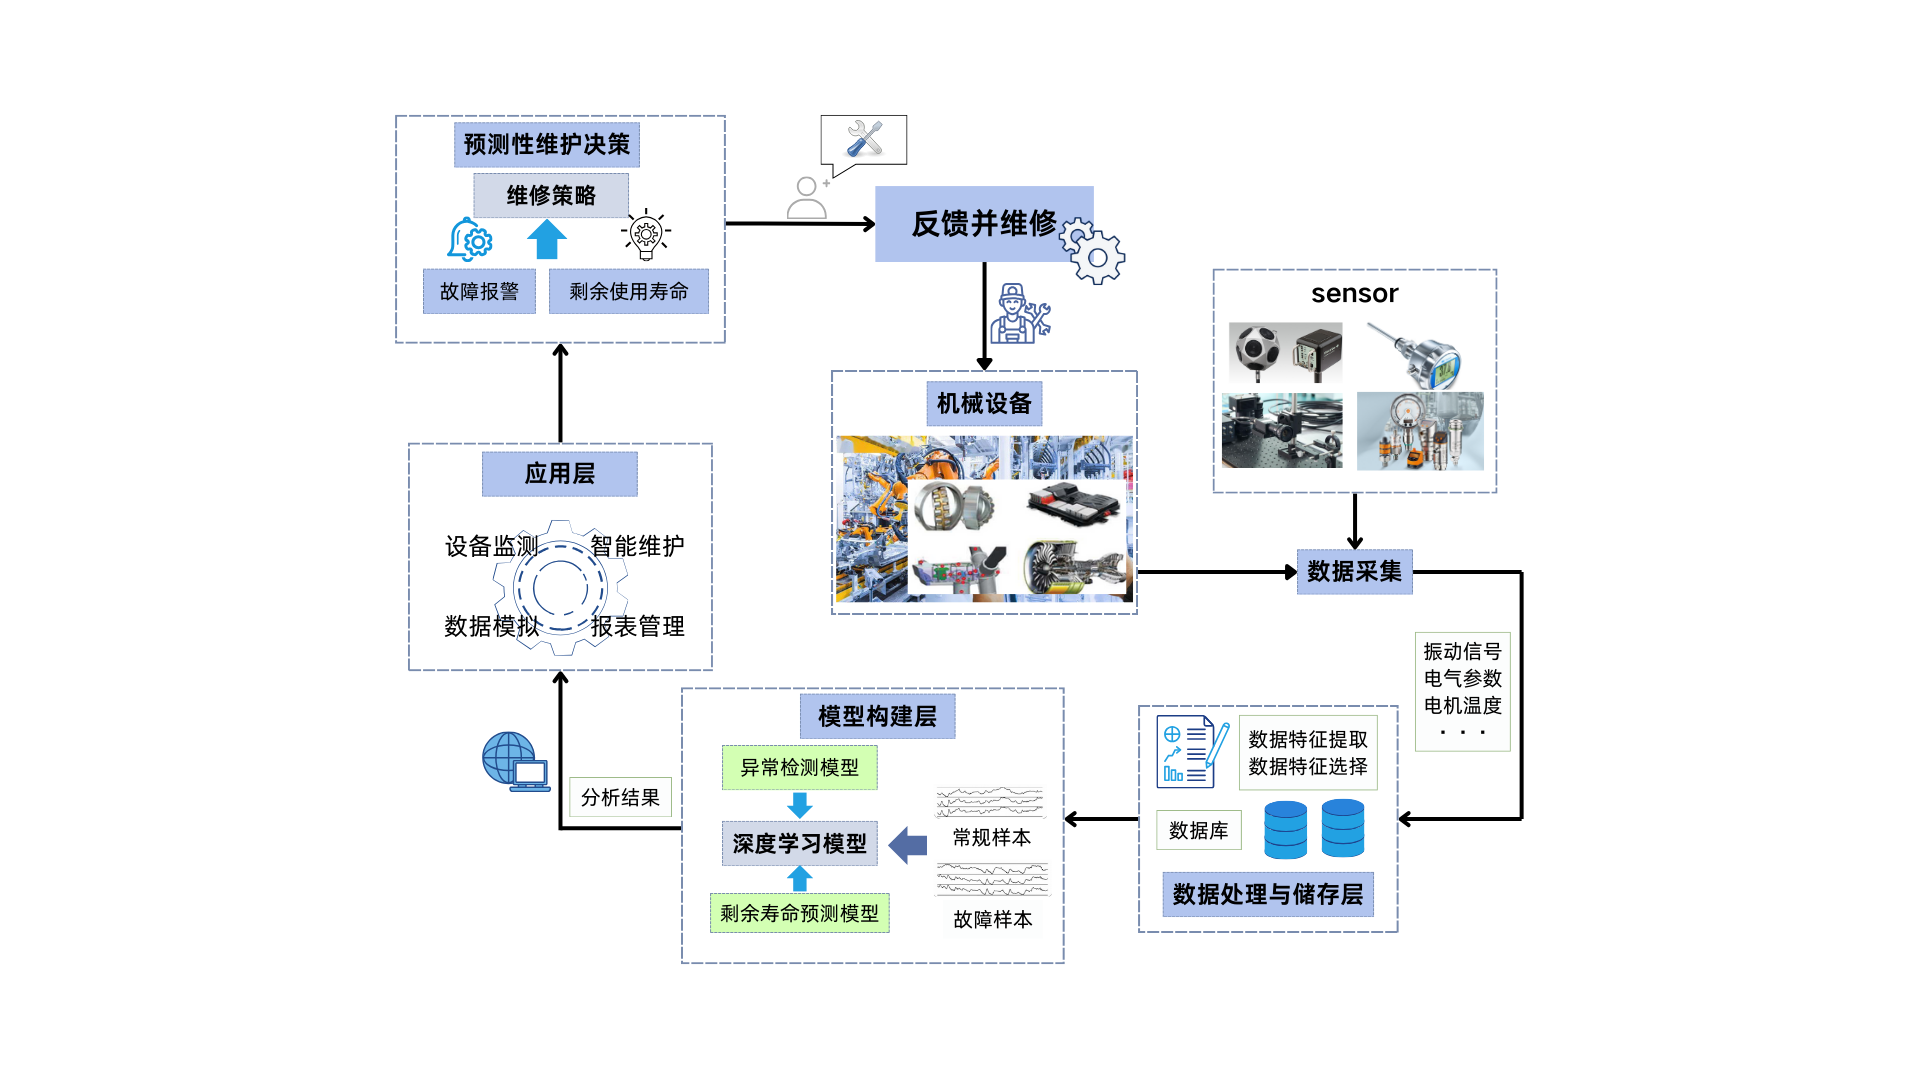 预测性维护决策
维修策略
故障报警
剩余使用寿命
反馈并维修
机械设备
sensor
数据采集
振动信号
电气参数
电机温度
· · ·
应用层
设备监测
智能维护
数据模拟
报表管理
模型构建层
异常检测模型
深度学习模型
剩余寿命预测模型
常规样本
故障样本
分析结果
数据特征提取
数据特征选择
数据库
数据处理与储存层